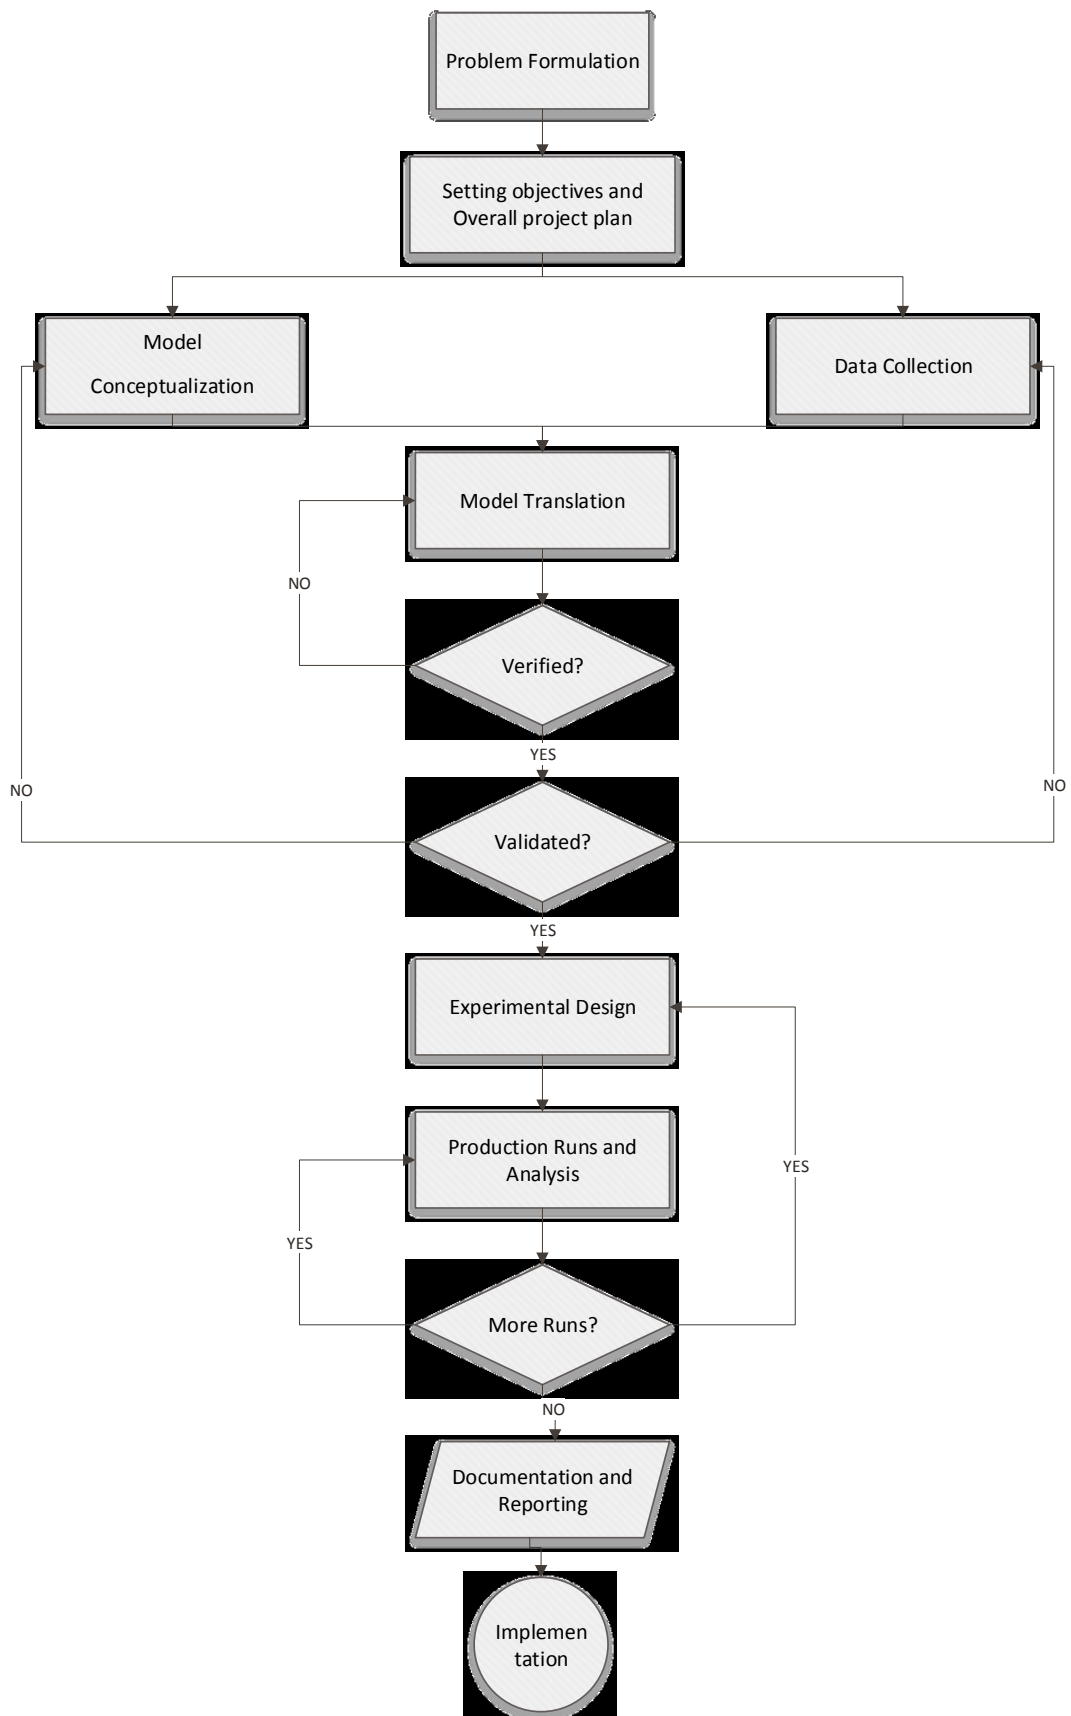 Problem Formulation
Setting objectives and
Overall project plan
Model
Conceptualization
Data Collection
Model Translation
NO
Verified?
YES
NO
NO
Validated?
YES
Experimental Design
Production Runs and
Analysis
YES
YES
More Runs?
NO
Documentation and
Reporting
Implemen
tation